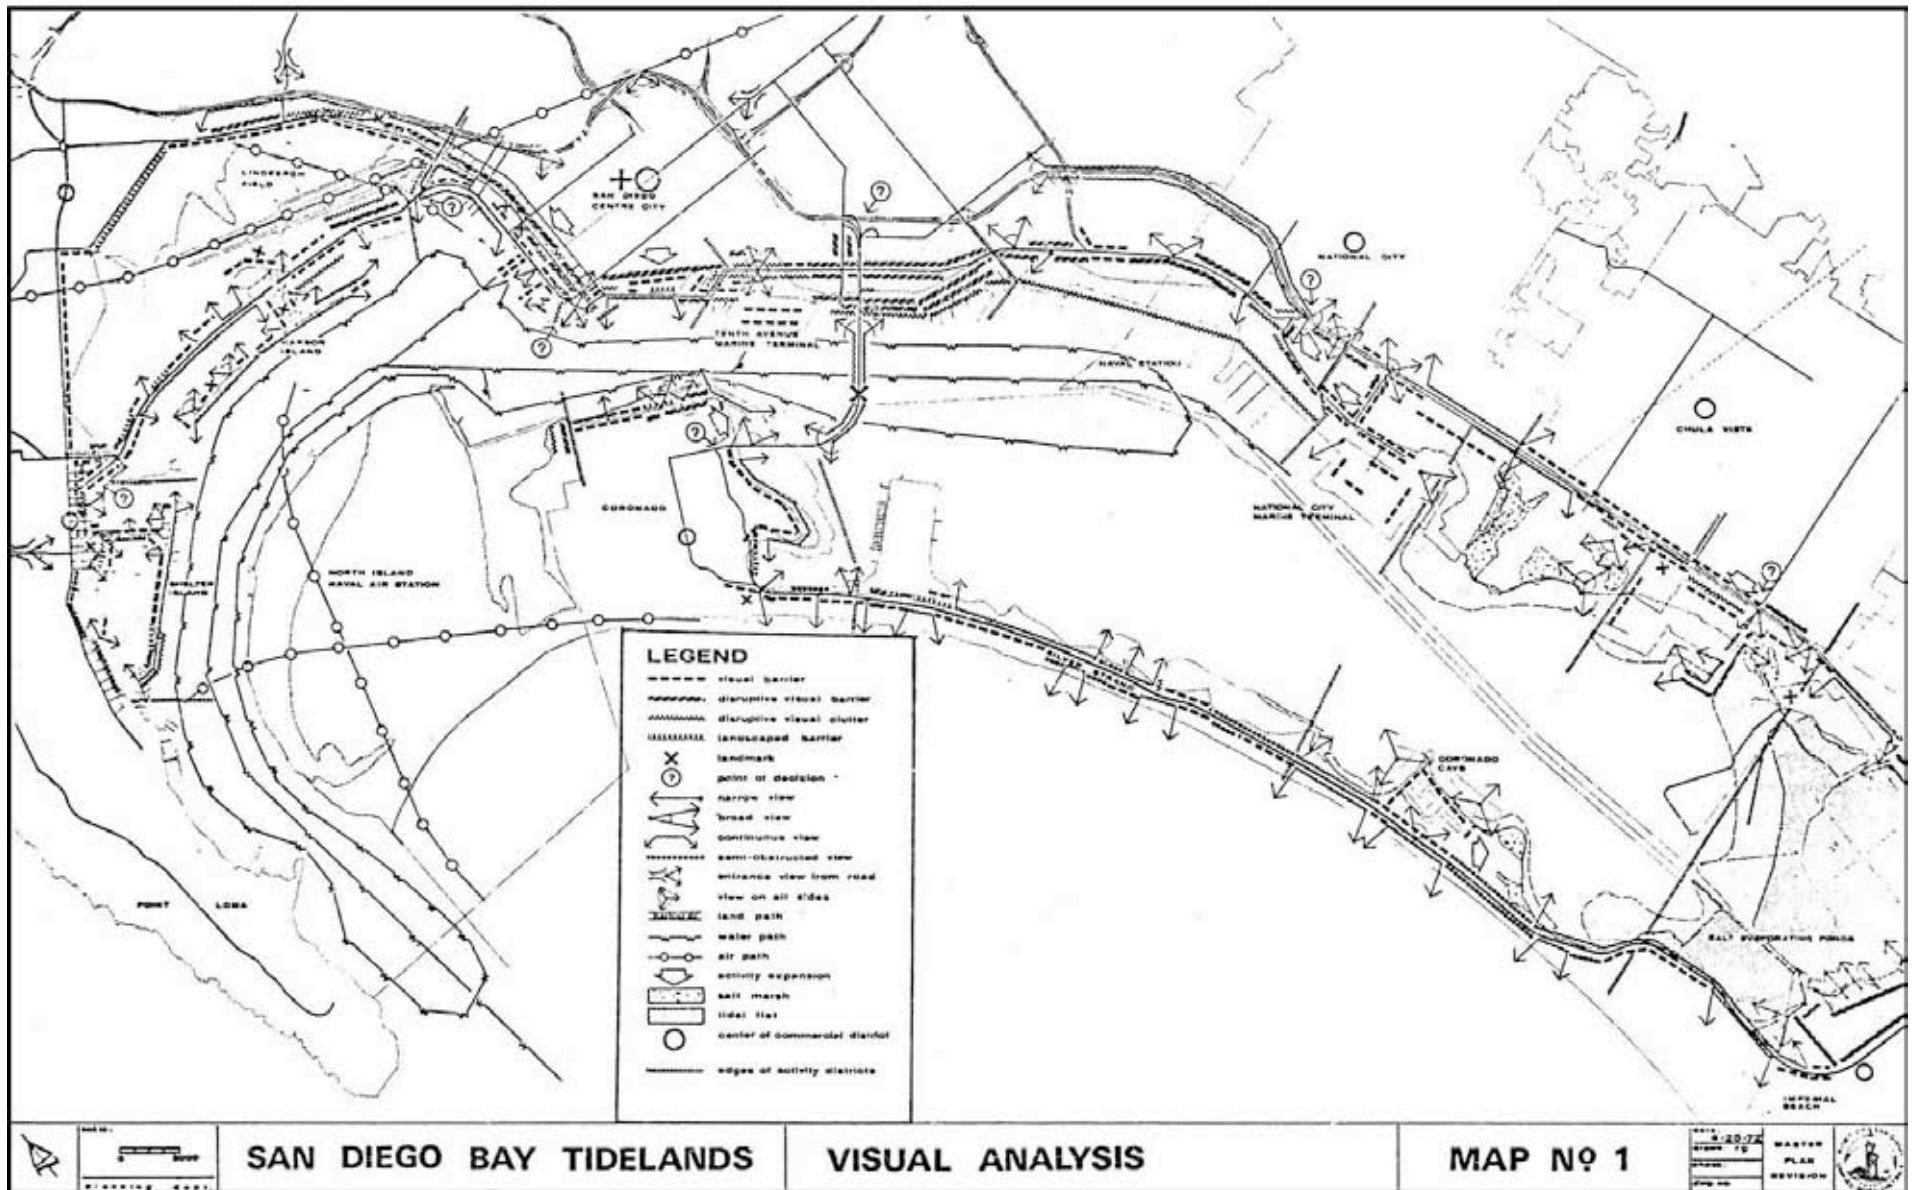 LINDBERGH
FIELD
SAN DIEGO
CENTRE CITY
NATIONAL CITY
HARBOR
ISLAND
TENTH AVENUE
MARINE TERMINAL
NAVAL STATION
CHULA VISTA
CORONADO
NATIONAL CITY
MARINE TERMINAL
SHELTER
ISLAND
NORTH ISLAND
NAVAL AIR STATION
SILVER STRAND
CORONADO
CAYS
POINT LOMA
SALT EVAPORATING PONDS
IMPERIAL
BEACH
LEGEND
visual barrier
disruptive visual barrier
disruptive visual clutter
landscaped barrier
landmark
? point of decision
narrow view
broad view
continuous view
semi-obstructed view
entrance view from road
view on all sides
land path
water path
air path
activity expansion
salt marsh
tidal flat
center of commercial district
edges of activity districts
planning dept.
SAN DIEGO BAY TIDELANDS
VISUAL ANALYSIS
MAP Nº 1
MASTER
PLAN
REVISION